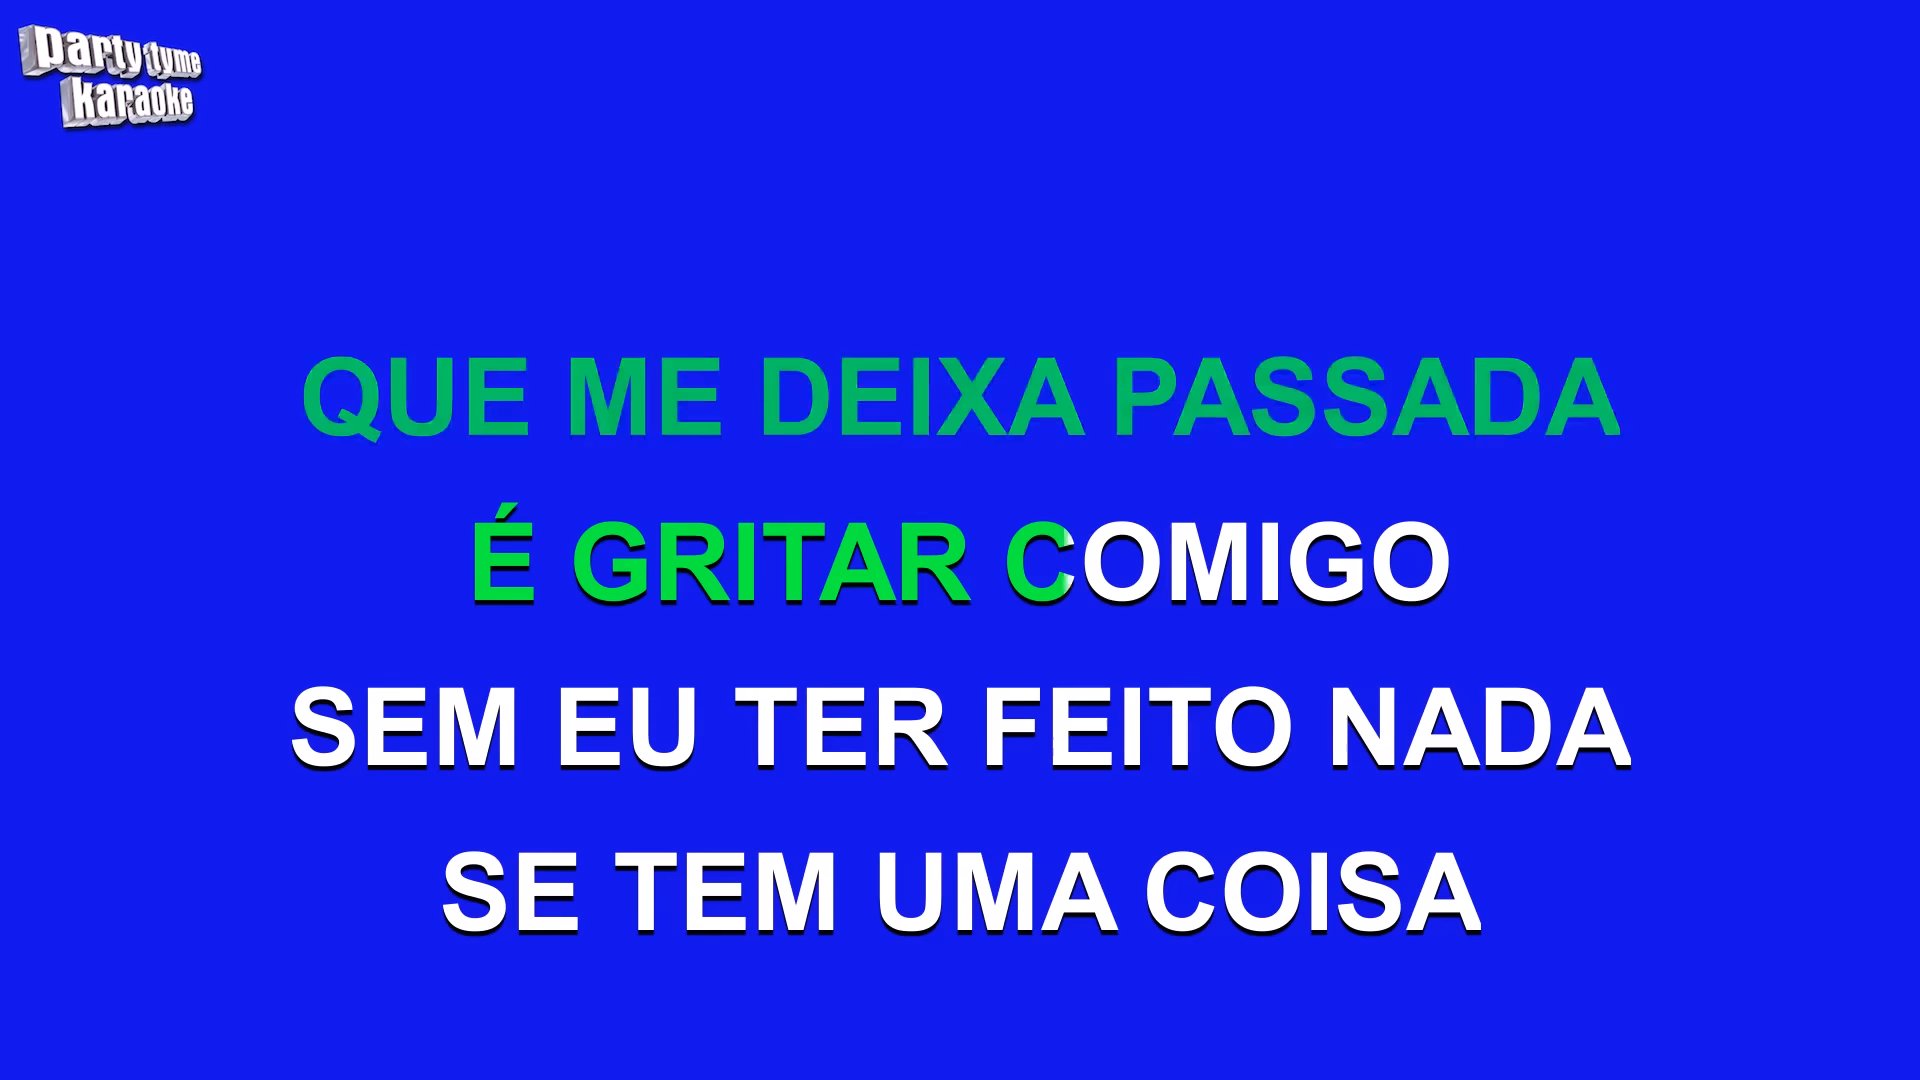 party tyme
karaoke
QUE ME DEIXA PASSADA
É GRITAR COMIGO
SEM EU TER FEITO NADA
SE TEM UMA COISA